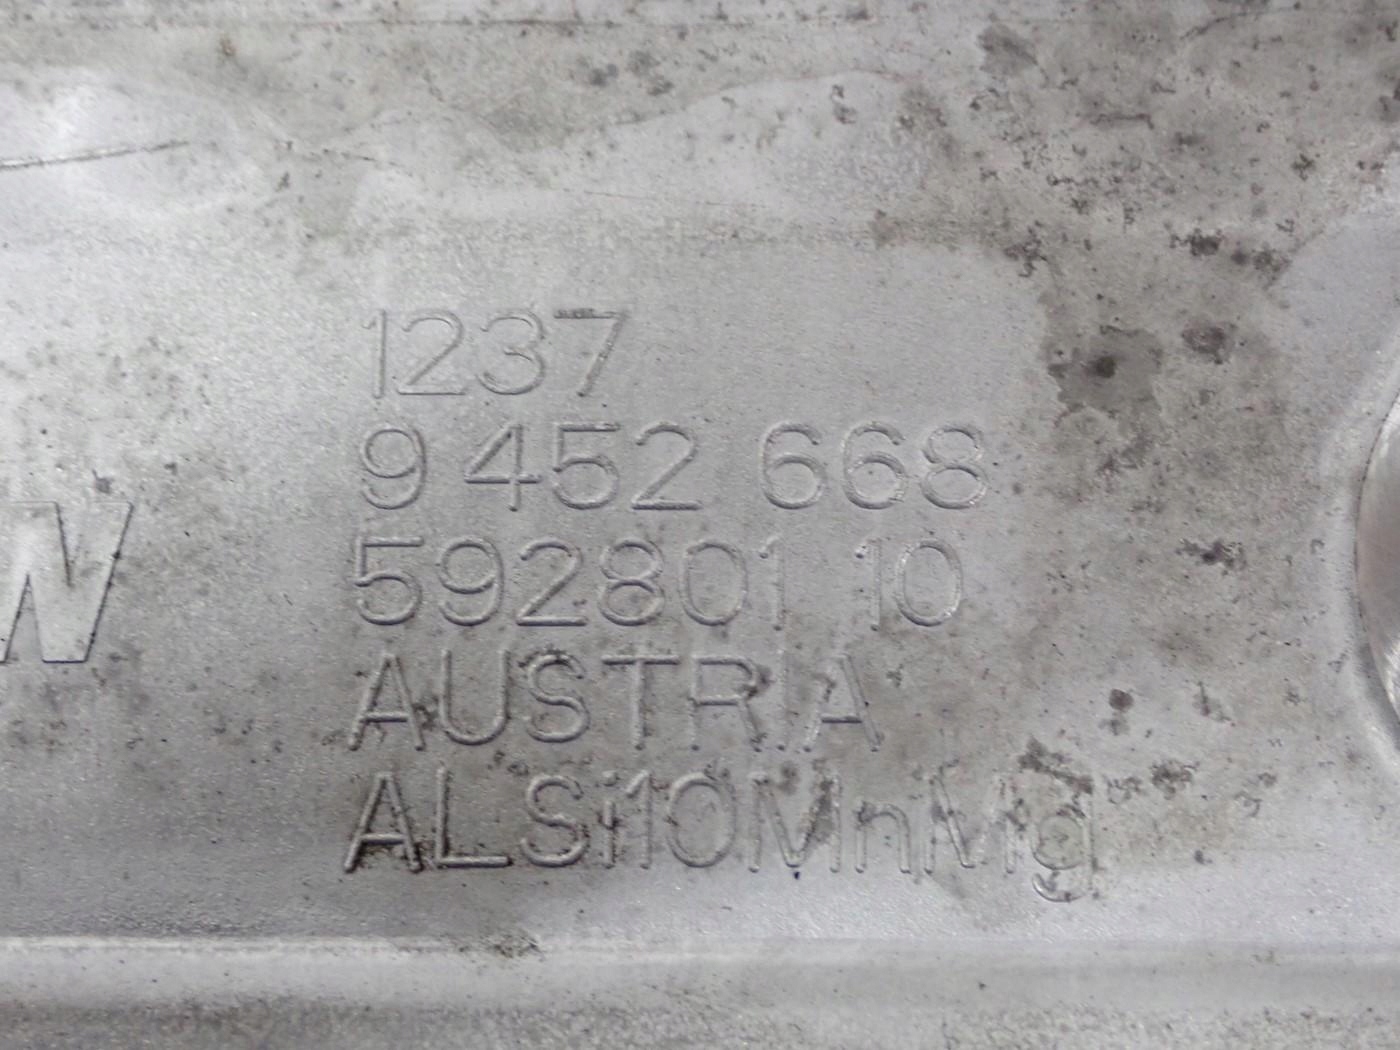 1237
9 452 668
592801 10
AUSTRIA
ALSi10MnMg